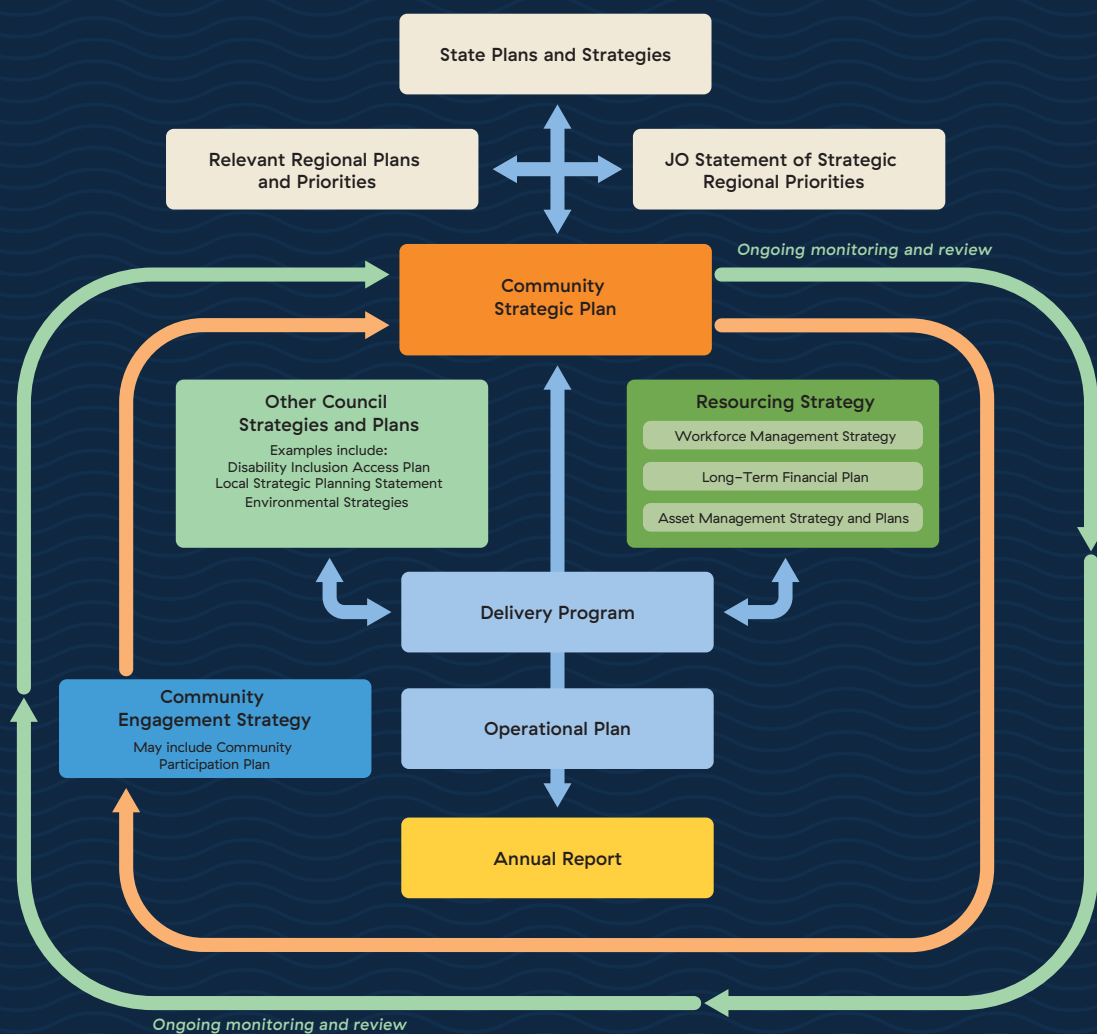 State Plans and Strategies
Relevant Regional Plans
and Priorities
JO Statement of Strategic
Regional Priorities
Ongoing monitoring and review
Community
Strategic Plan
Other Council
Strategies and Plans
Examples include:
Disability Inclusion Access Plan
Local Strategic Planning Statement
Environmental Strategies
Resourcing Strategy
Workforce Management Strategy
Long-Term Financial Plan
Asset Management Strategy and Plans
Delivery Program
Community
Engagement Strategy
May include Community
Participation Plan
Operational Plan
Annual Report
Ongoing monitoring and review